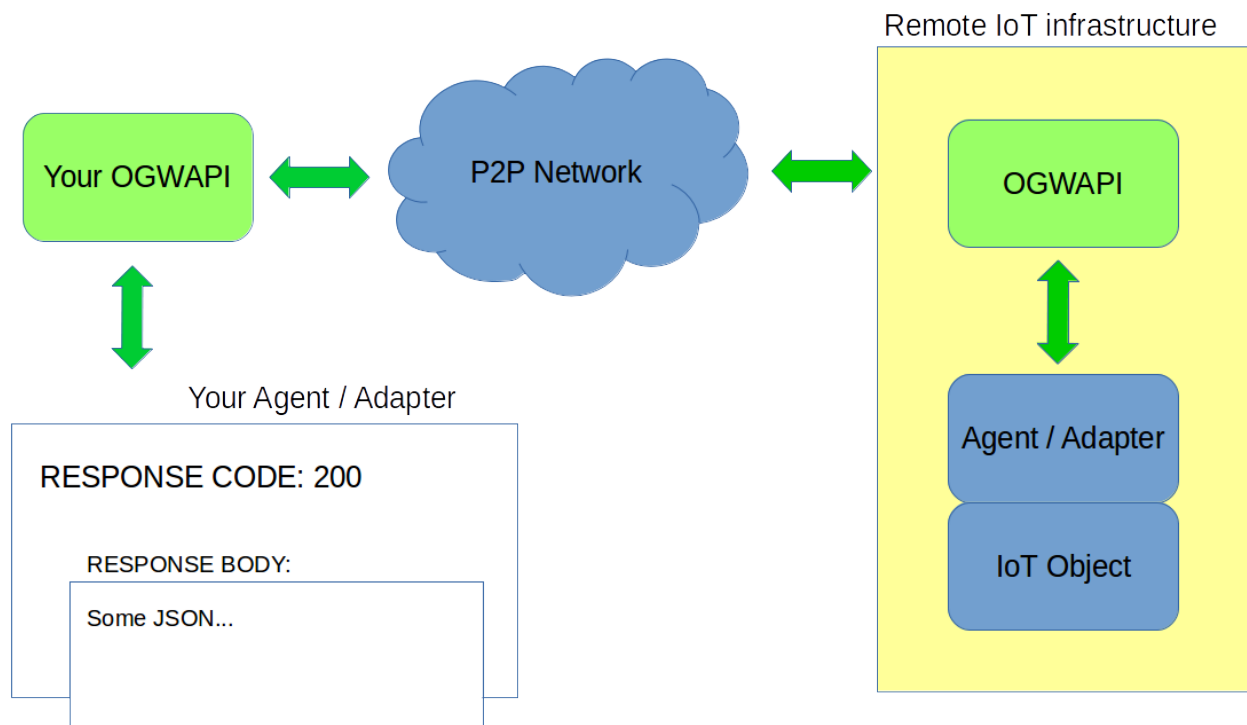 Remote IoT infrastructure
Your OGWAPI
P2P Network
OGWAPI
Your Agent / Adapter
RESPONSE CODE: 200
RESPONSE BODY:
Some JSON...
Agent / Adapter
IoT Object